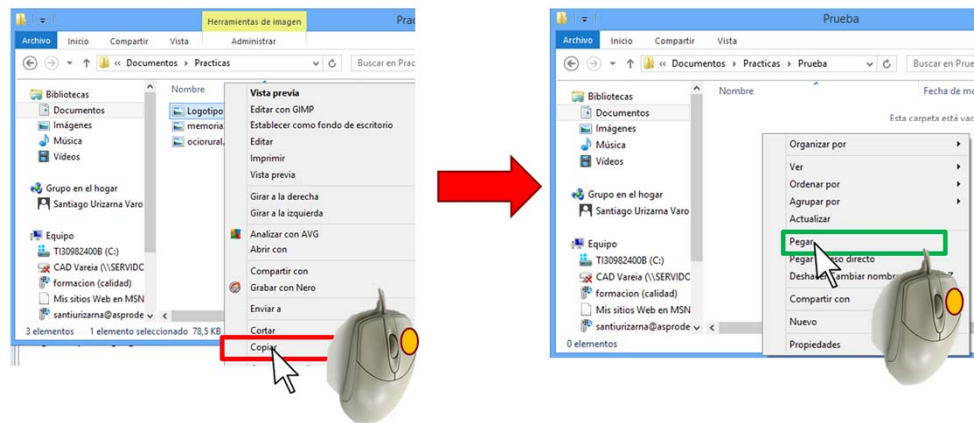 Herramientas de imagen
Prac
Archivo Inicio Compartir Vista Administrar
« Documentos Practicas
Buscar en Prac
Bibliotecas
Documentos
Imágenes
Música
Vídeos
Grupo en el hogar
Santiago Urizarna Varo
Equipo
TI30982400B (C:)
CAD Vareia (\\SERVIDC
formacion (calidad)
Mis sitios Web en MSN
santiurizarna@asprode
3 elementos 1 elemento seleccionado 78,5 KB
Nombre
Logotipo
memoria
ociorural.
Vista previa
Editar con GIMP
Establecer como fondo de escritorio
Editar
Imprimir
Vista previa
Girar a la derecha
Girar a la izquierda
Analizar con AVG
Abrir con
Compartir con
Grabar con Nero
Enviar a
Cortar
Copiar
Prueba
Archivo Inicio Compartir Vista
« Documentos Practicas Prueba
Buscar en Prue
Bibliotecas
Documentos
Imágenes
Música
Vídeos
Grupo en el hogar
Santiago Urizarna Varo
Equipo
TI30982400B (C:)
CAD Vareia (\\SERVIDC
formacion (calidad)
Mis sitios Web en MSN
santiurizarna@asprode
0 elementos
Nombre Fecha de mo
Esta carpeta está vac
Organizar por
Ver
Ordenar por
Agrupar por
Actualizar
Pegar
Pegar directo
Cambiar nomb
Compartir con
Nuevo
Propiedades